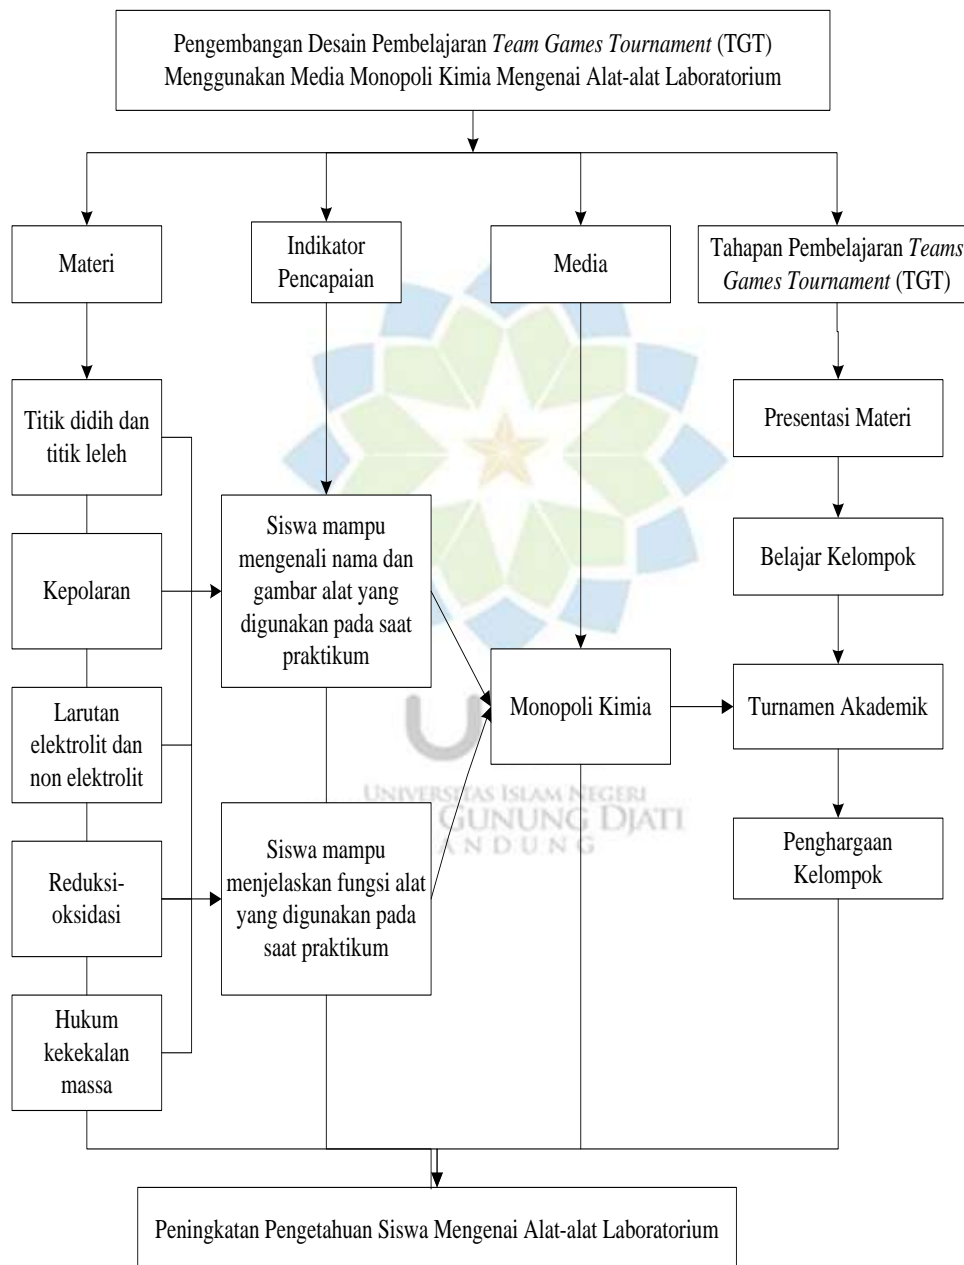 Pengembangan Desain Pembelajaran Team Games Tournament (TGT)
Menggunakan Media Monopoli Kimia Mengenai Alat-alat Laboratorium
Materi
Indikator
Pencapaian
Media
Tahapan Pembelajaran Teams
Games Tournament (TGT)
Titik didih dan
titik leleh
Kepolaran
Larutan
elektrolit dan
non elektrolit
Reduksi-
oksidasi
Hukum
kekekalan
massa
Siswa mampu
mengenali nama dan
gambar alat yang
digunakan pada saat
praktikum
Siswa mampu
menjelaskan fungsi alat
yang digunakan pada
saat praktikum
Monopoli Kimia
Presentasi Materi
Belajar Kelompok
Turnamen Akademik
Penghargaan
Kelompok
UNIVERSITAS ISLAM NEGERI
GUNUNG DJATI
Peningkatan Pengetahuan Siswa Mengenai Alat-alat Laboratorium